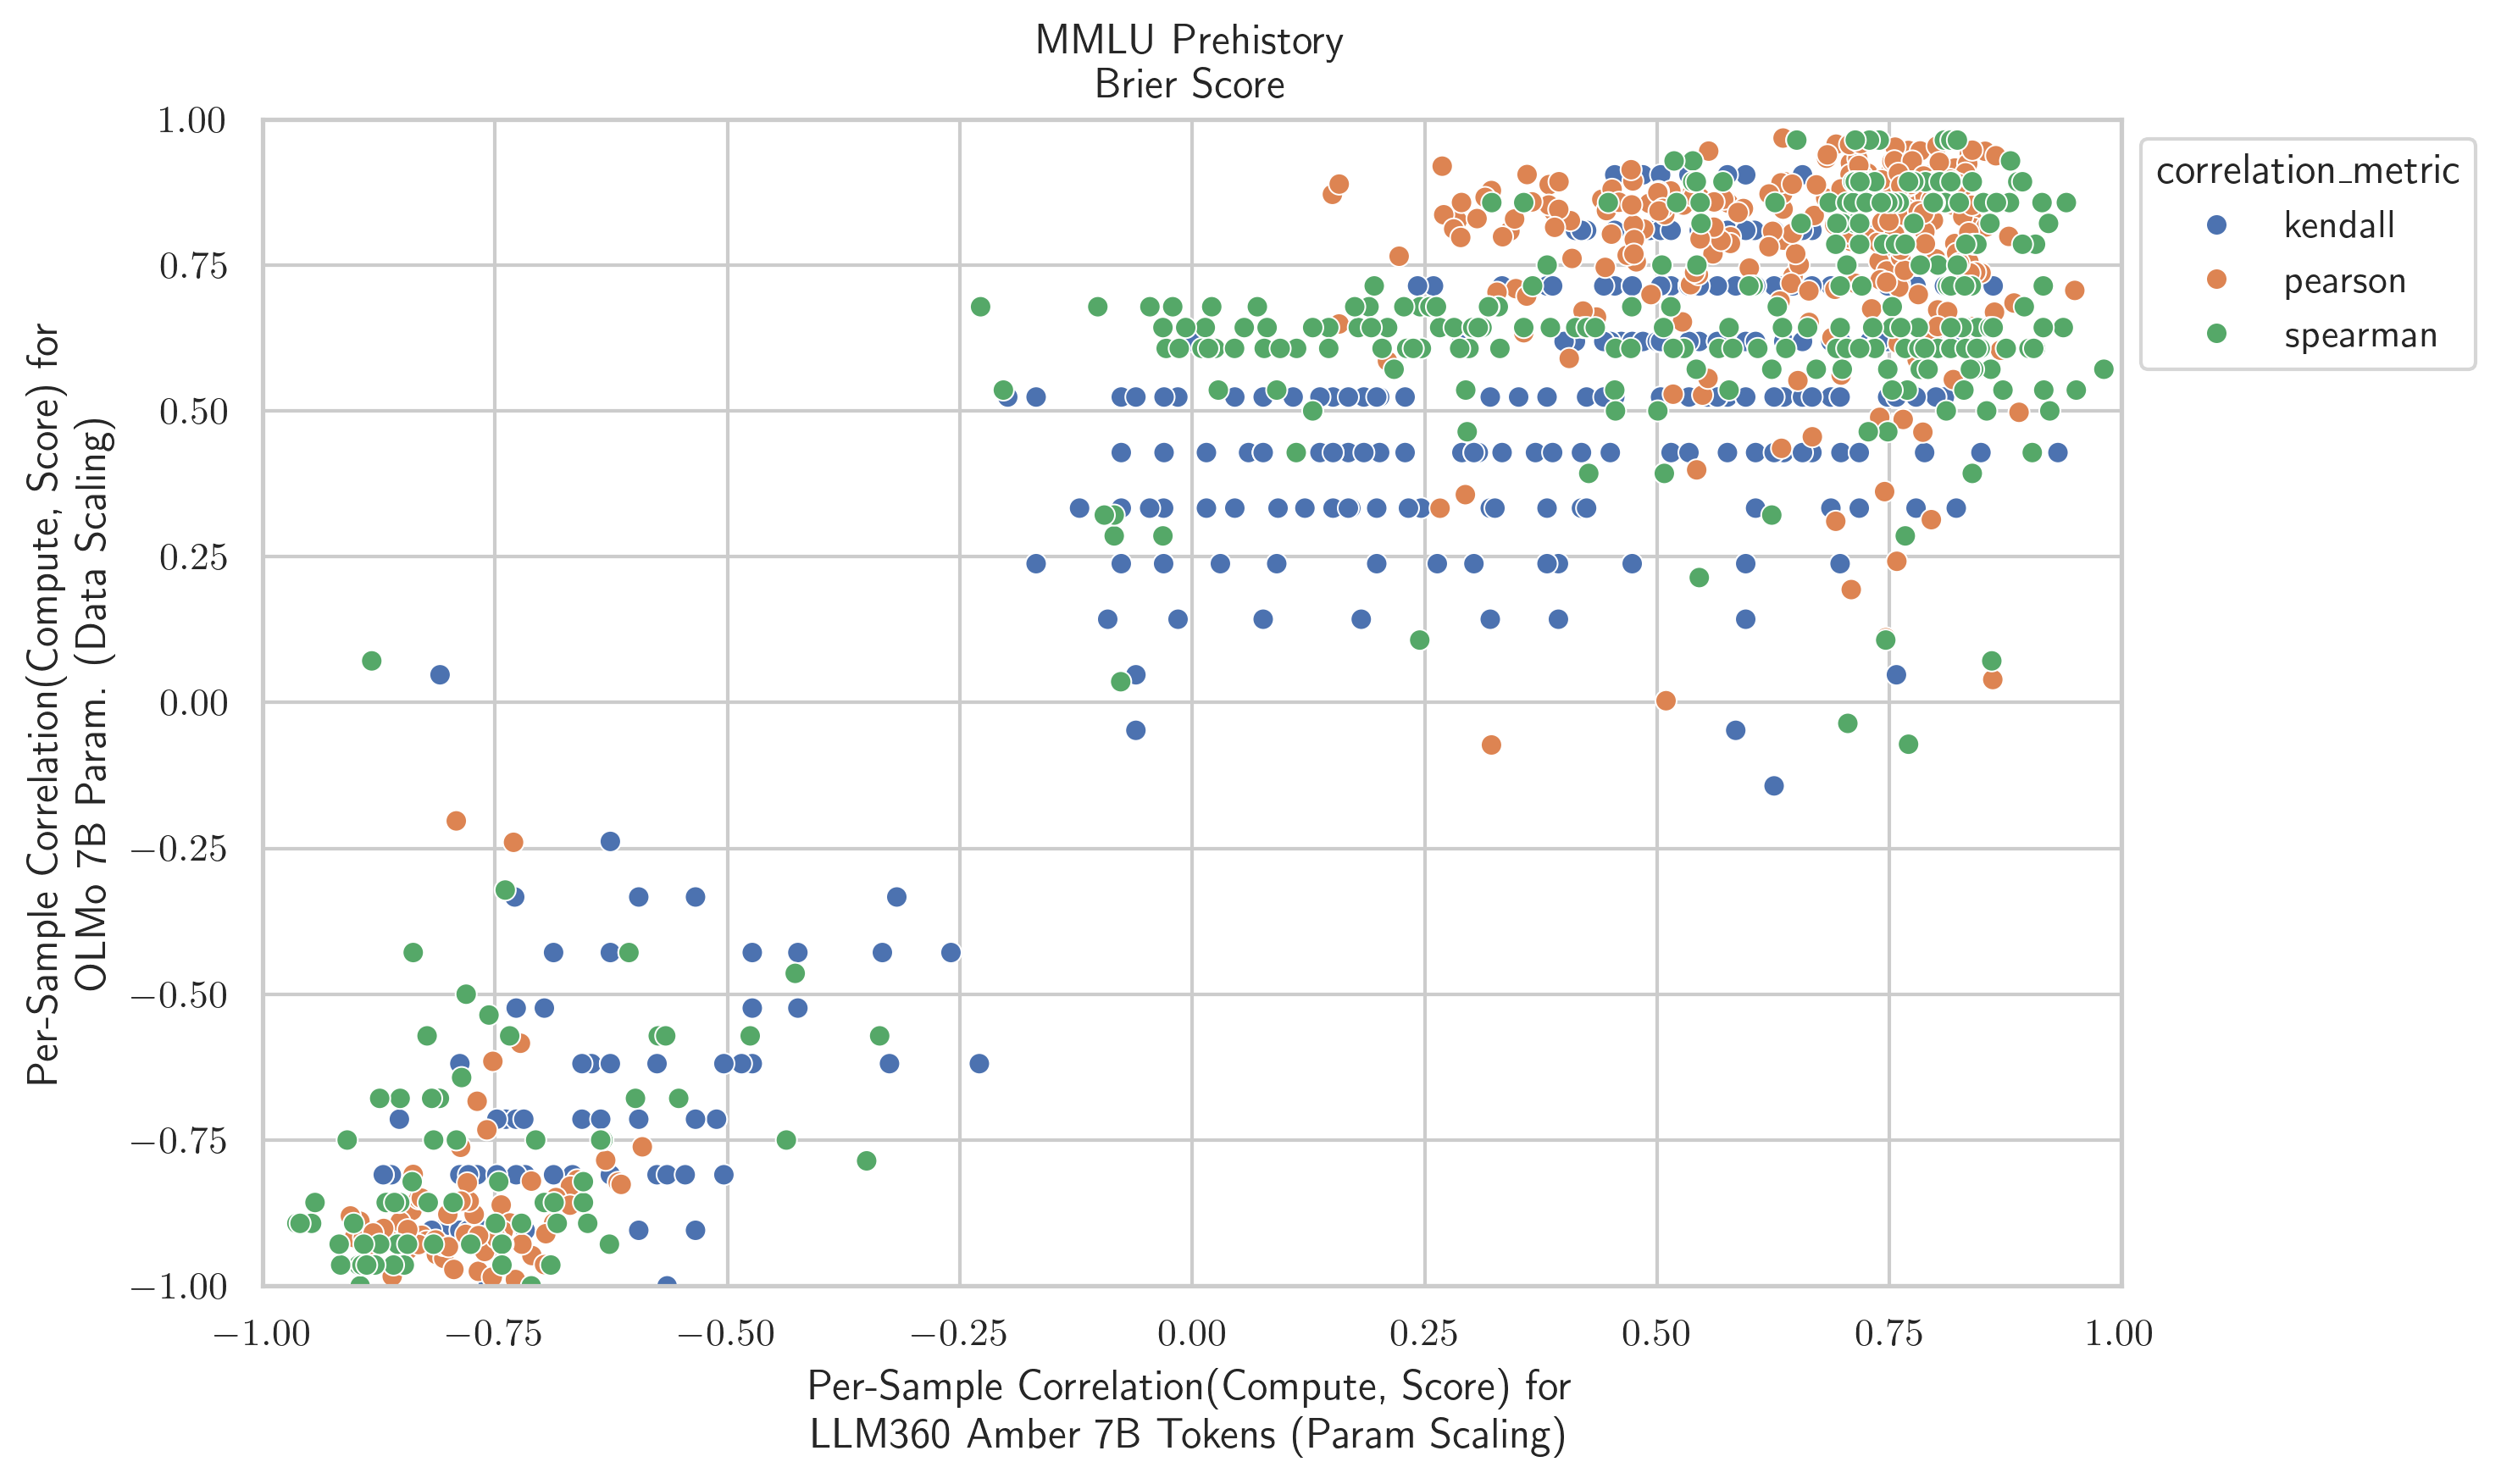 MMLU Prehistory
Brier Score
Per-Sample Correlation(Compute, Score) for
OLMo 7B Param. (Data Scaling)
1.00
0.75
0.50
0.25
0.00
−0.25
−0.50
−0.75
−1.00
−1.00 −0.75 −0.50 −0.25 0.00 0.25 0.50 0.75 1.00
Per-Sample Correlation(Compute, Score) for
LLM360 Amber 7B Tokens (Param Scaling)
correlation_metric
kendall
pearson
spearman